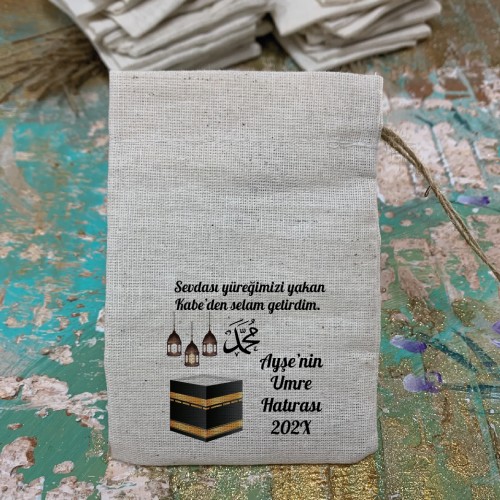 Sevdası yüreğimizi yakan
Kabe'den selam getirdim.
محمد
Ayşe'nin
Umre
Hatırası
202X